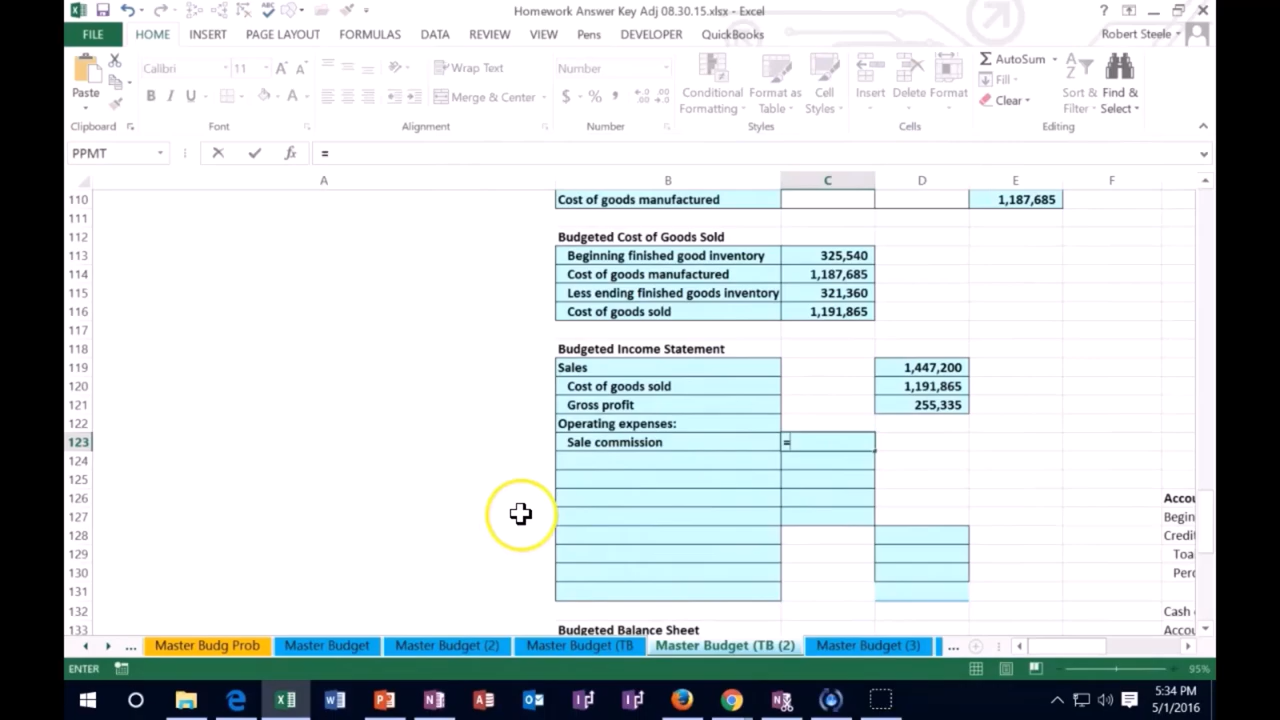 Homework Answer Key Adj 08.30.15.xlsx - Excel
FILE HOME INSERT PAGE LAYOUT FORMULAS DATA REVIEW VIEW Pens DEVELOPER QuickBooks Robert Steele
Paste
Calibri 11
B I U
Wrap Text
Merge & Center
Number
$ % ,
Conditional Formatting
Format as Table
Cell Styles
Insert Delete Format
AutoSum
Fill
Clear
Sort & Filter
Find & Select
Clipboard Font Alignment Number Styles Cells Editing
PPMT fx =
A B C D E F
110 Cost of goods manufactured 1,187,685
111
112 Budgeted Cost of Goods Sold
113 Beginning finished good inventory 325,540
114 Cost of goods manufactured 1,187,685
115 Less ending finished goods inventory 321,360
116 Cost of goods sold 1,191,865
117
118 Budgeted Income Statement
119 Sales 1,447,200
120 Cost of goods sold 1,191,865
121 Gross profit 255,335
122 Operating expenses:
123 Sale commission =
124
125
126 Accou
127 Begin
128 Credi
129 Toa
130 Perc
131
132 Cash
133 Budgeted Balance Sheet Accou
... Master Budg Prob Master Budget Master Budget (2) Master Budget (TB Master Budget (TB (2) Master Budget (3) ...
ENTER 95%
5:34 PM
5/1/2016